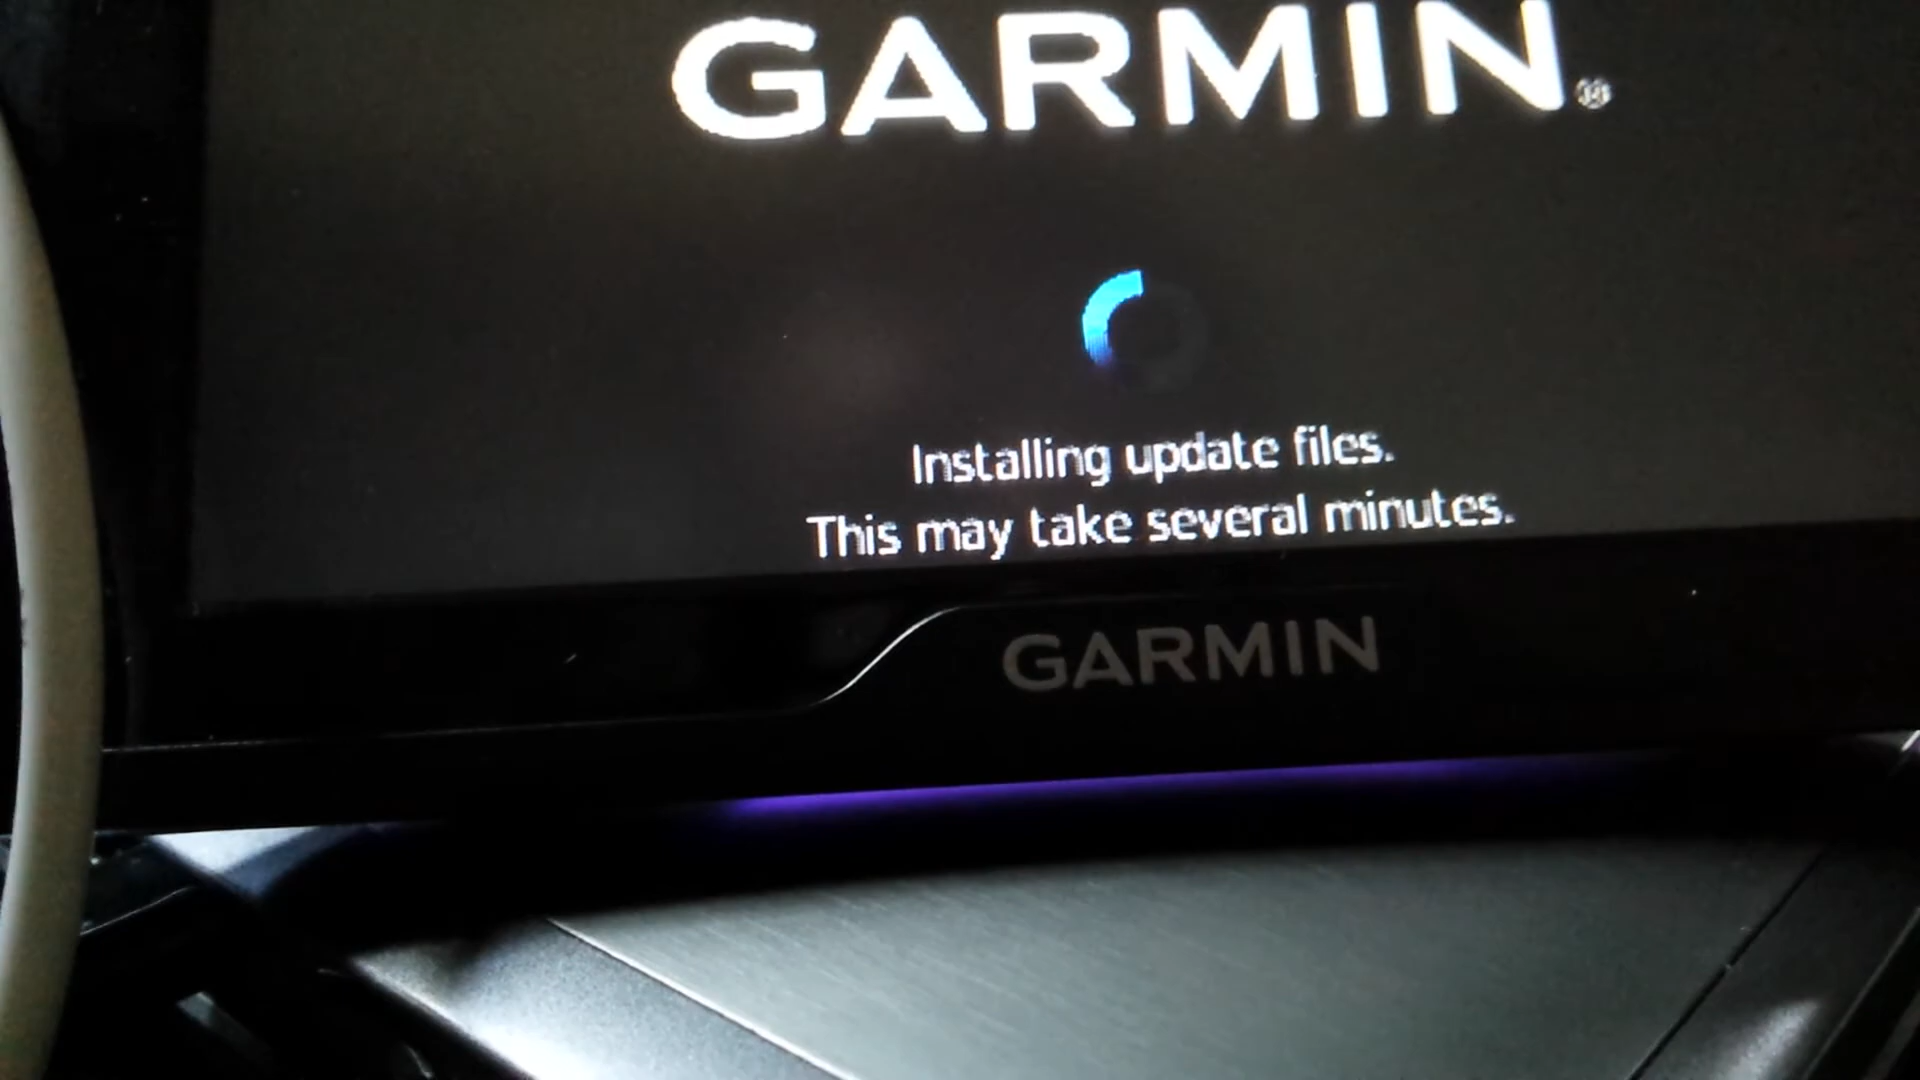 GARMIN®
Installing update files.
This may take several minutes.
GARMIN